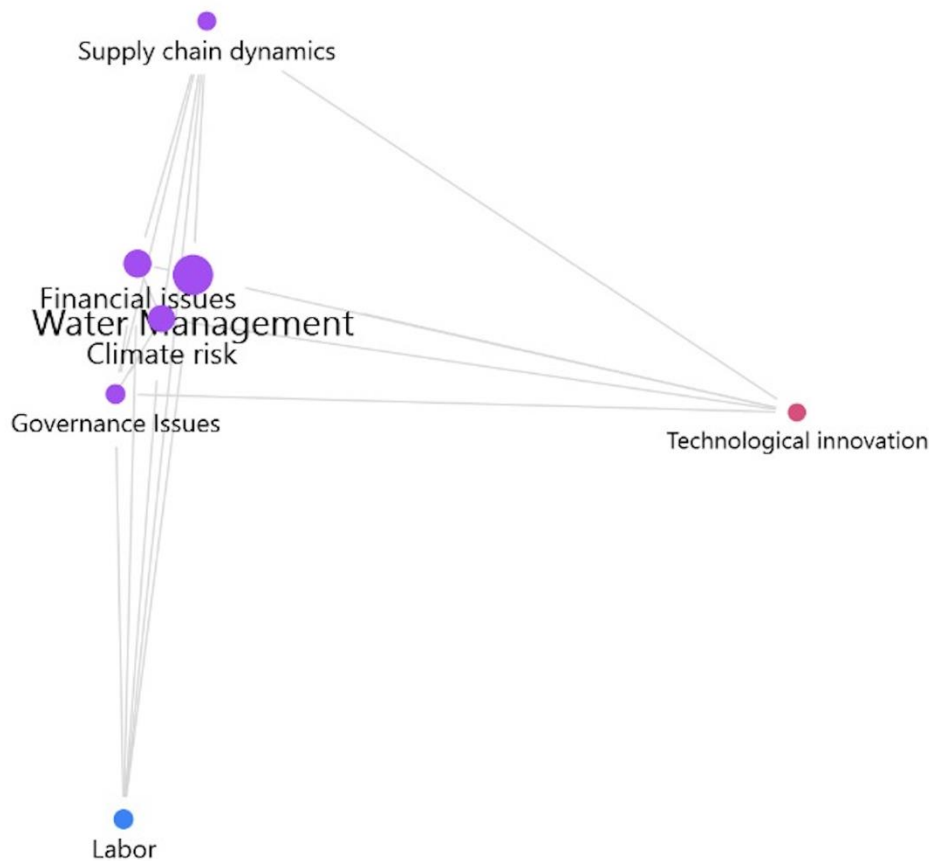 Supply chain dynamics
Financial issues
Water Management
Climate risk
Governance Issues
Technological innovation
Labor